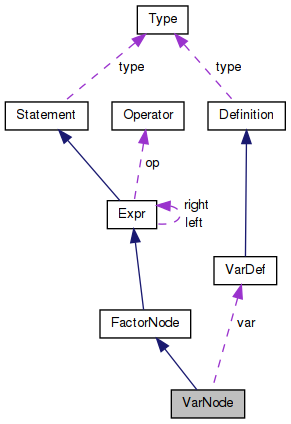 Type
type
type
Statement
Operator
Definition
op
right
left
Expr
VarDef
FactorNode
var
VarNode